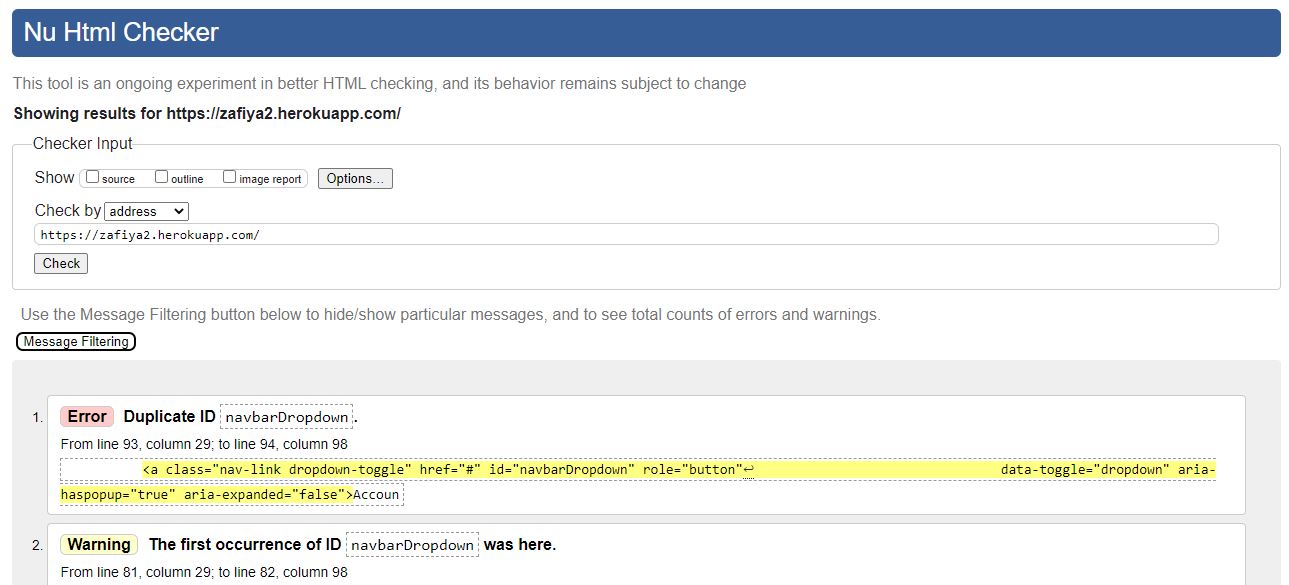 Nu Html Checker
This tool is an ongoing experiment in better HTML checking, and its behavior remains subject to change
Showing results for https://zafiya2.herokuapp.com/
Checker Input
Show source outline image report Options...
Check by address
https://zafiya2.herokuapp.com/
Check
Use the Message Filtering button below to hide/show particular messages, and to see total counts of errors and warnings.
Message Filtering
1. Error Duplicate ID navbarDropdown.
From line 93, column 29; to line 94, column 98
<a class="nav-link dropdown-toggle" href="#" id="navbarDropdown" role="button"↩ data-toggle="dropdown" aria-
haspopup="true" aria-expanded="false">Accoun
2. Warning The first occurrence of ID navbarDropdown was here.
From line 81, column 29; to line 82, column 98